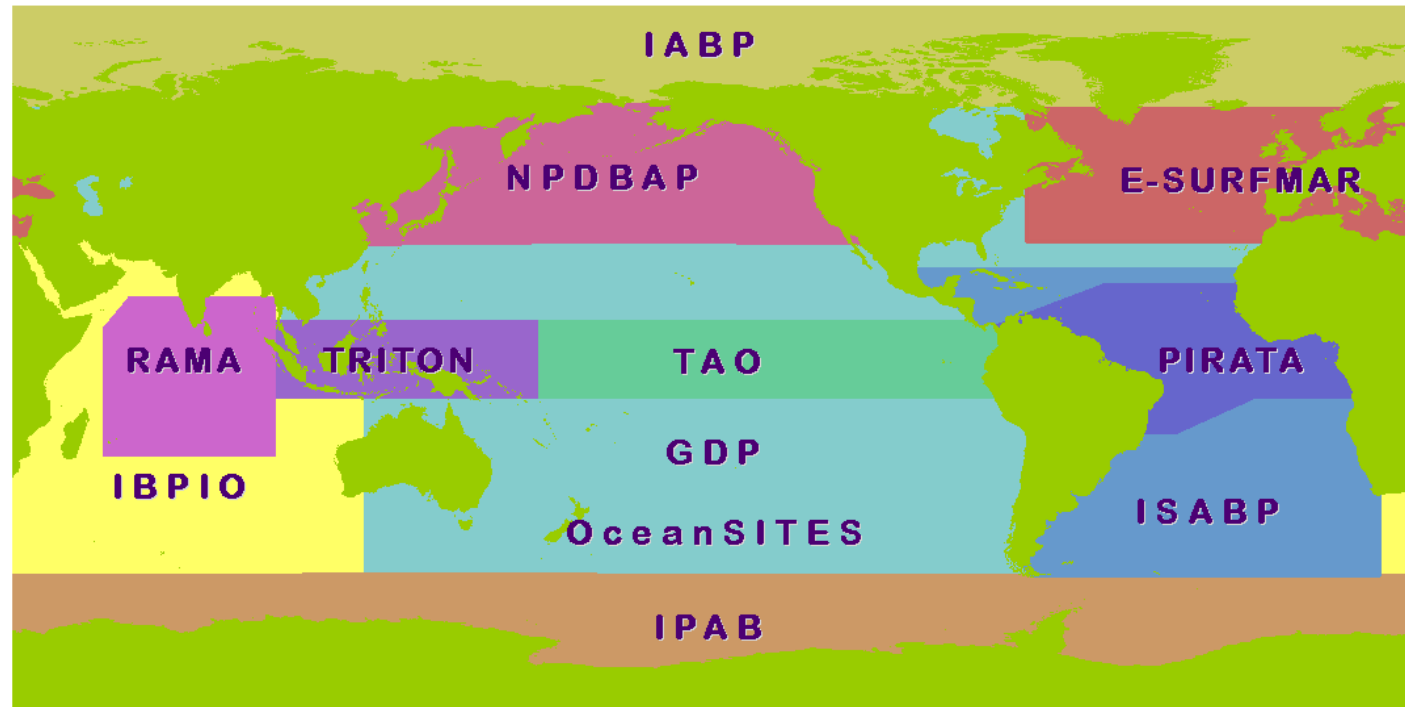 IABP
NPDBAP
E-SURFMAR
RAMA
TRITON
TAO
PIRATA
GDP
IBPIO
ISABP
OceanSITES
IPAB